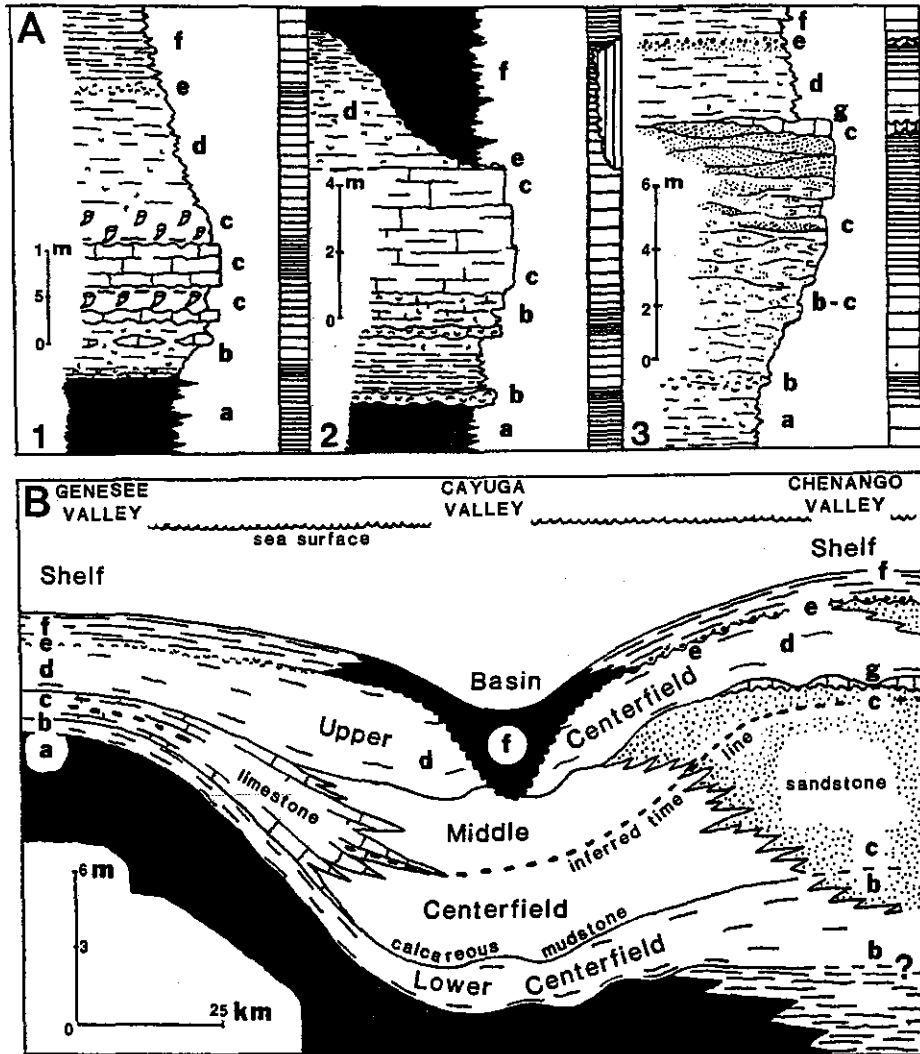 A
f
e
d
c
1 m
c
5
c
0
b
a
1
f
d
e
4 m
c
2
c
b
0
b
a
2
f
e
d
g
c
6 m
c
4
b-c
2
0
b
a
3
B
GENESEE VALLEY
CAYUGA VALLEY
CHENANGO VALLEY
sea surface
Shelf
Shelf
f
f
e
e
d
Basin
e
d
c
Upper
f
Centerfield
g
b
d
c
a
limestone
line
sandstone
Middle
inferred time
6 m
c
b
Centerfield
3
calcareous mudstone
b ?
Lower Centerfield
0
25 km